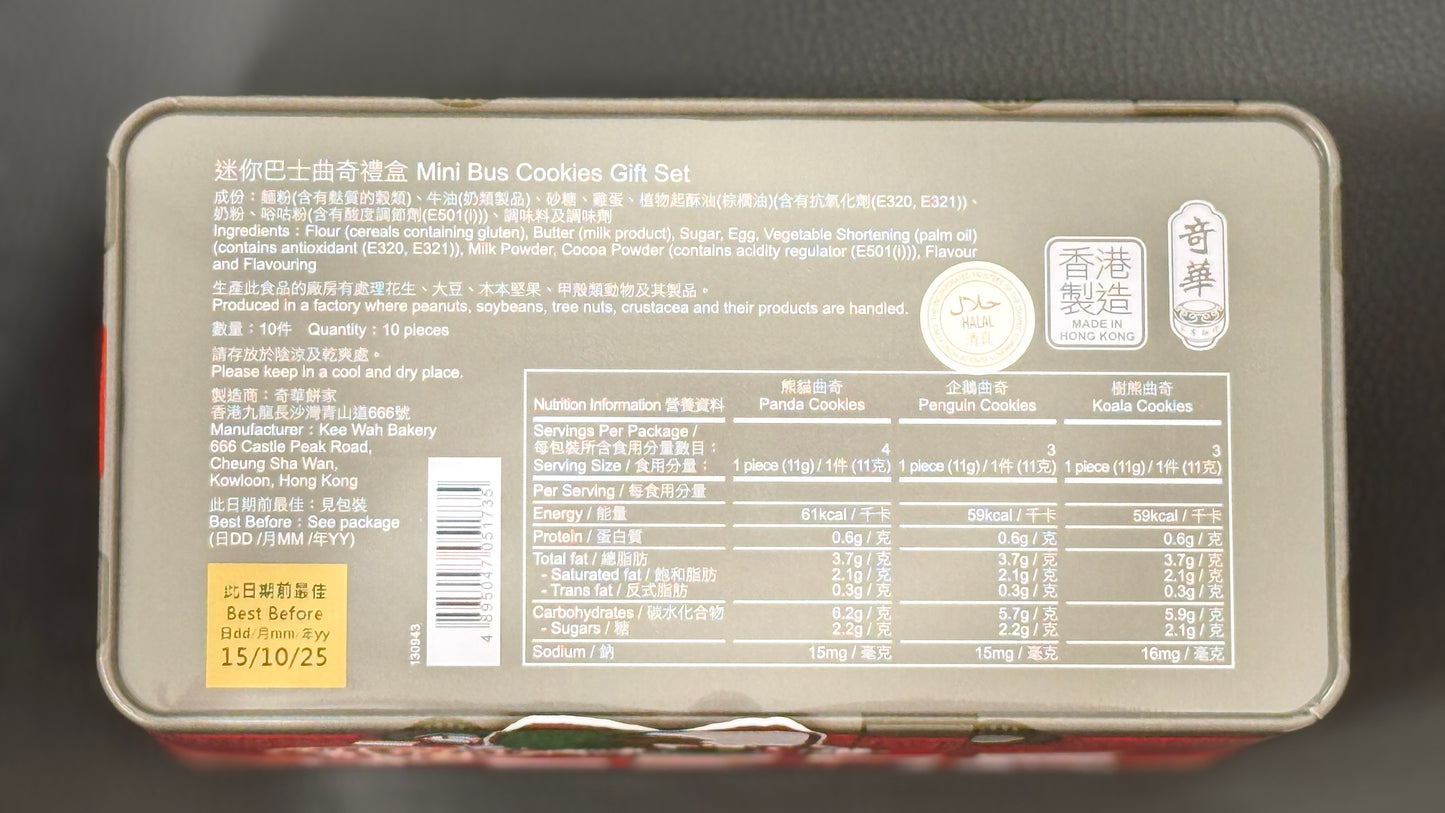 迷你巴士曲奇禮盒 Mini Bus Cookies Gift Set
成份：麵粉(含有麩質的穀類)、牛油(奶類製品)、砂糖、雞蛋、植物起酥油(棕櫚油)(含有抗氧化劑(E320, E321))、
奶粉、哈咕粉(含有酸度調節劑(E501(i)))、調味料及調味劑
Ingredients : Flour (cereals containing gluten), Butter (milk product), Sugar, Egg, Vegetable Shortening (palm oil)
(contains antioxidant (E320, E321)), Milk Powder, Cocoa Powder (contains acidity regulator (E501(i))), Flavour
and Flavouring
生產此食品的廠房有處理花生、大豆、木本堅果、甲殼類動物及其製品。
Produced in a factory where peanuts, soybeans, tree nuts, crustacea and their products are handled.
數量：10件 Quantity : 10 pieces
請存放於陰涼及乾爽處。
Please keep in a cool and dry place.
製造商：奇華餅家
香港九龍長沙灣青山道666號
Manufacturer : Kee Wah Bakery
666 Castle Peak Road,
Cheung Sha Wan,
Kowloon, Hong Kong
此日期前最佳：見包裝
Best Before : See package
(日DD /月MM /年YY)
此日期前最佳
Best Before
日dd/月mm/年yy
15/10/25
130943
4 895047 051735
حلال
HALAL
清真
香港
製造
MADE IN
HONG KONG
奇華
Nutrition Information 營養資料 熊貓曲奇 Panda Cookies 企鵝曲奇 Penguin Cookies 樹熊曲奇 Koala Cookies
Servings Per Package /
每包裝所含食用分量數目： 4 3 3
Serving Size / 食用分量： 1 piece (11g) / 1件 (11克) 1 piece (11g) / 1件 (11克) 1 piece (11g) / 1件 (11克)
Per Serving / 每食用分量
Energy / 能量 61kcal / 千卡 59kcal / 千卡 59kcal / 千卡
Protein / 蛋白質 0.6g / 克 0.6g / 克 0.6g / 克
Total fat / 總脂肪 3.7g / 克 3.7g / 克 3.7g / 克
- Saturated fat / 飽和脂肪 2.1g / 克 2.1g / 克 2.1g / 克
- Trans fat / 反式脂肪 0.3g / 克 0.3g / 克 0.3g / 克
Carbohydrates / 碳水化合物 6.2g / 克 5.7g / 克 5.9g / 克
- Sugars / 糖 2.2g / 克 2.2g / 克 2.1g / 克
Sodium / 鈉 15mg / 毫克 15mg / 毫克 16mg / 毫克